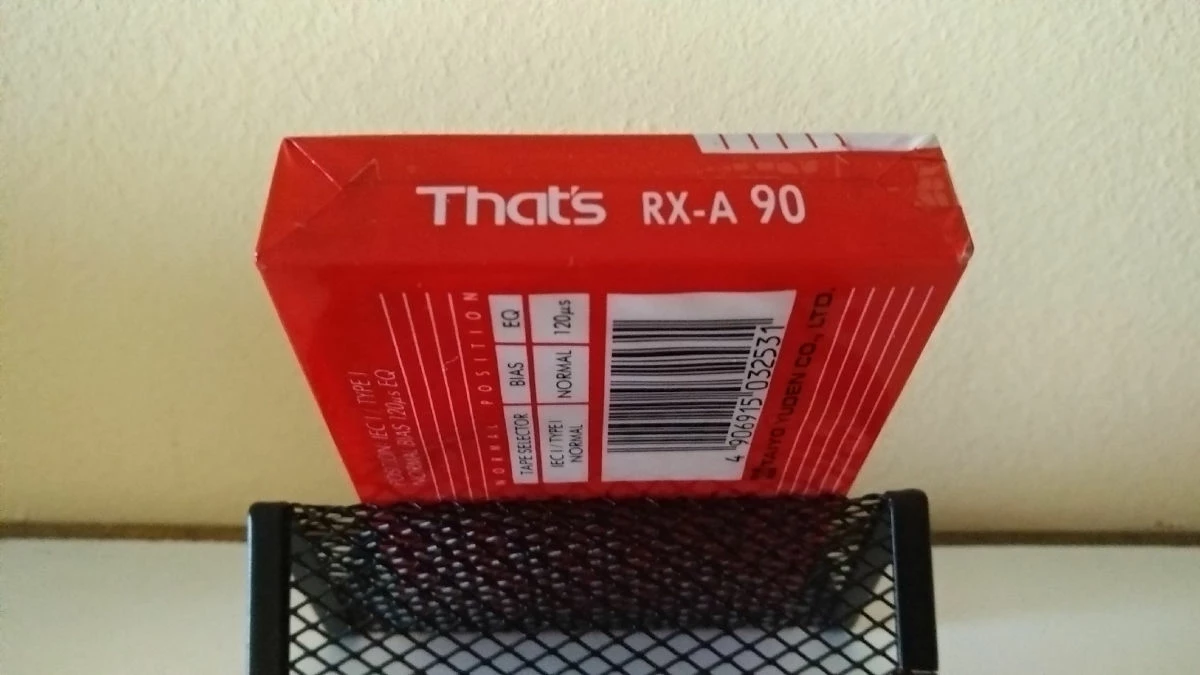 That's RX-A 90
POSITION IEC I / TYPE I
NORMAL BIAS 120μs EQ
NORMAL POSITION
TAPE SELECTOR BIAS EQ
IEC I / TYPE I NORMAL NORMAL 120μs
4 906915 032531
TAIYO YUDEN CO., LTD.